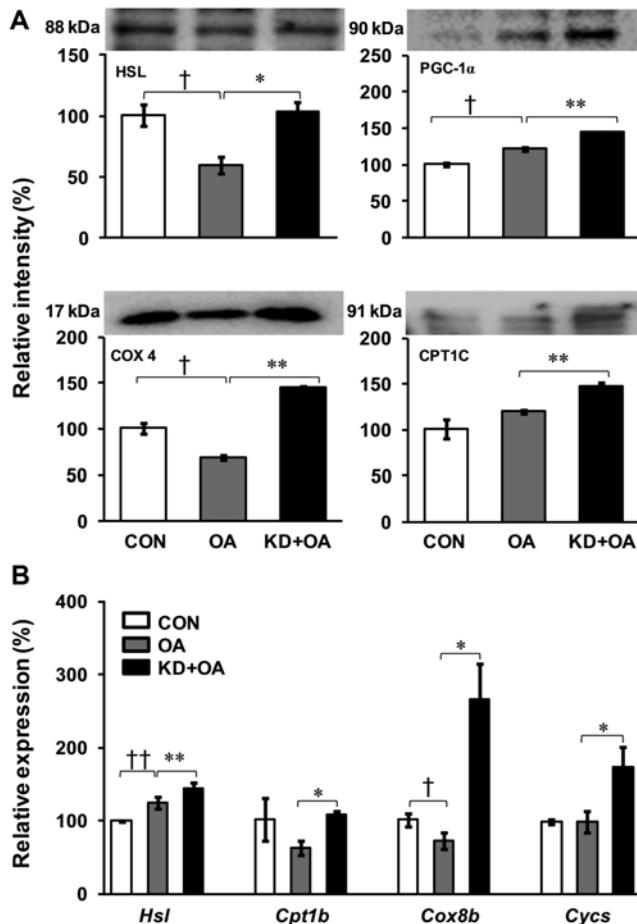 A
88 kDa
90 kDa
250
HSL
PGC-1α
150
200
†
*
100
150
†
**
100
50
50
0
0
Relative intensity (%)
17 kDa
91 kDa
200
200
COX 4
†
**
CPT1C
**
150
150
100
100
50
50
0
0
CON OA KD+OA
CON OA KD+OA
B
Relative expression (%)
400
CON
OA
KD+OA
300
*
*
200
††
**
*
†
100
0
Hsl Cpt1b Cox8b Cycs